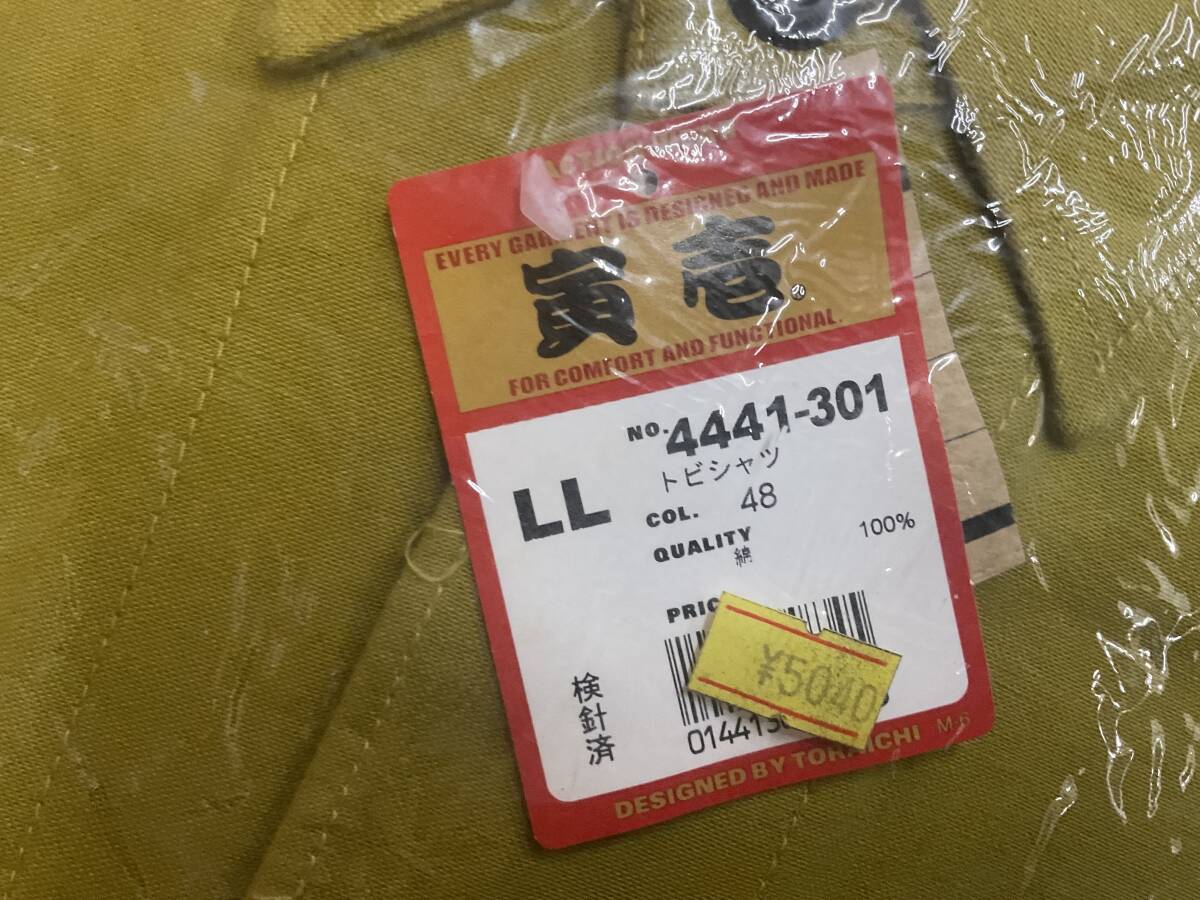 EVERY GARMENT IS DESIGNED AND MADE
寅壱®
FOR COMFORT AND FUNCTIONAL.
NO. 4441-301
トビシャツ
LL
COL. 48
QUALITY
綿 100%
¥5040
検針済
DESIGNED BY TORAICHI M-6